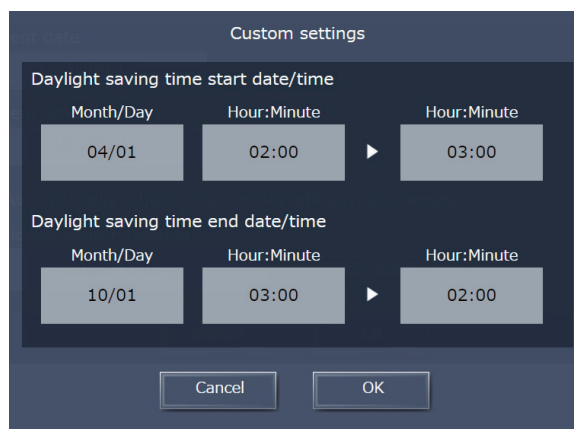 Custom settings
Daylight saving time start date/time
Month/Day Hour:Minute Hour:Minute
04/01 02:00 ▶ 03:00
Daylight saving time end date/time
Month/Day Hour:Minute Hour:Minute
10/01 03:00 ▶ 02:00
Cancel OK